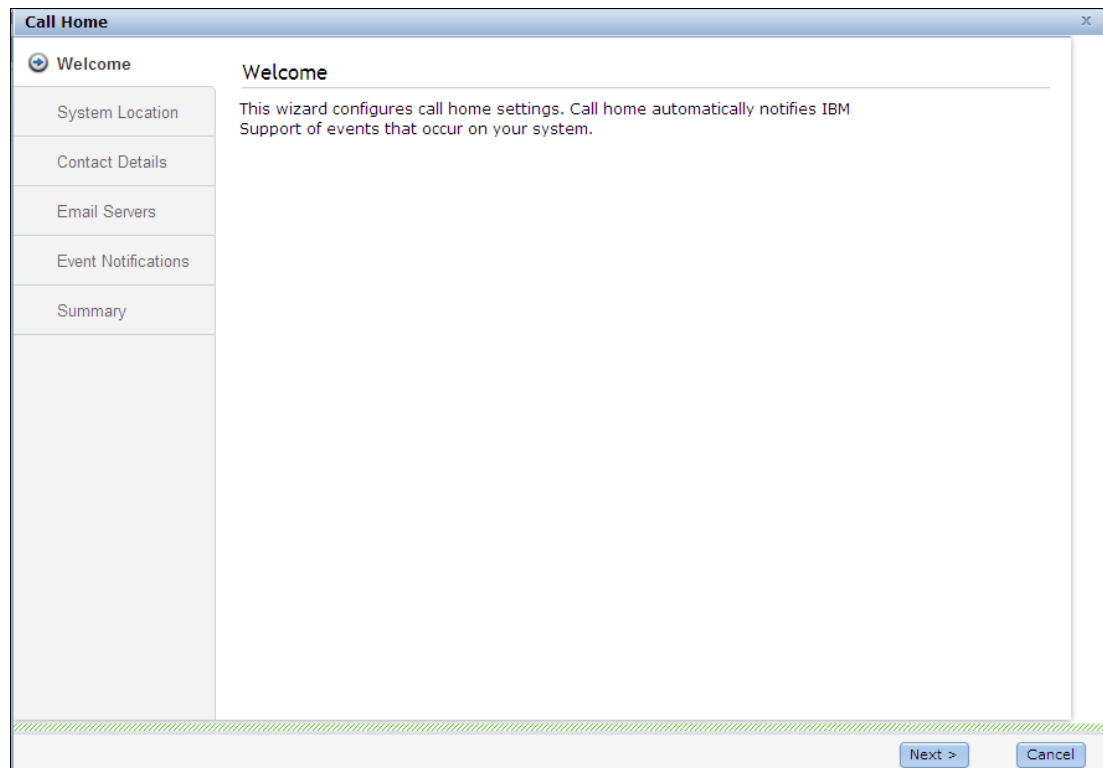 Call Home
x
Welcome
System Location
Contact Details
Email Servers
Event Notifications
Summary
Welcome
This wizard configures call home settings. Call home automatically notifies IBM
Support of events that occur on your system.
Next >
Cancel